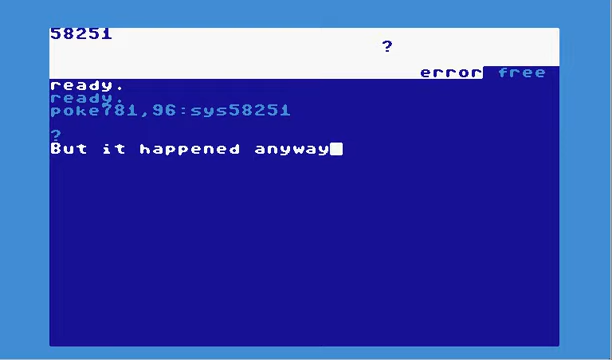 58251
?
error free
ready.
ready.
poke781,96:sys58251
?
But it happened anyway